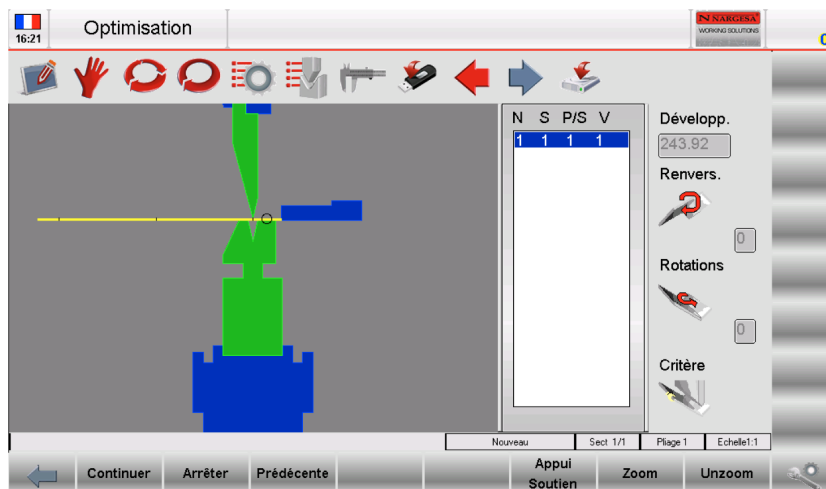 16:21
Optimisation
N NARGESA
WORKING SOLUTIONS
N S P/S V
1 1 1 1
Développ.
243.92
Renvers.
0
Rotations
0
Critère
Nouveau
Sect 1/1
Pliage 1
Echelle1:1
Continuer
Arrêter
Prédécente
Appui
Soutien
Zoom
Unzoom